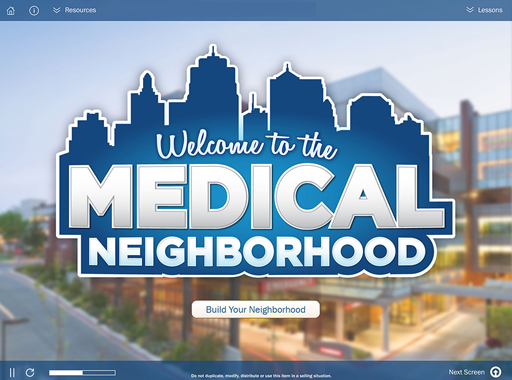 Resources
Lessons
Welcome to the
MEDICAL
NEIGHBORHOOD
Build Your Neighborhood
Do not duplicate, modify, distribute or use this item in a selling situation.
Next Screen